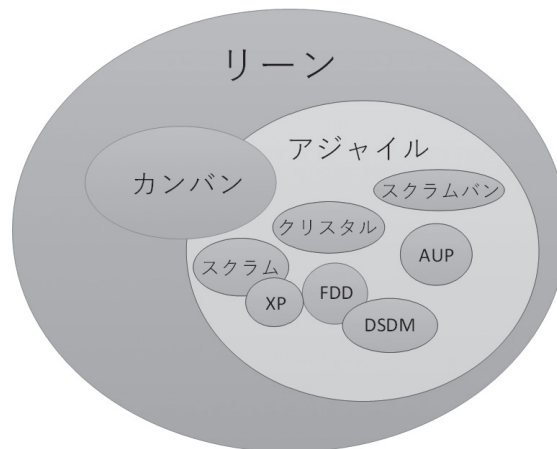 リーン
アジャイル
カンバン
スクラムバン
クリスタル
スクラム
AUP
XP
FDD
DSDM